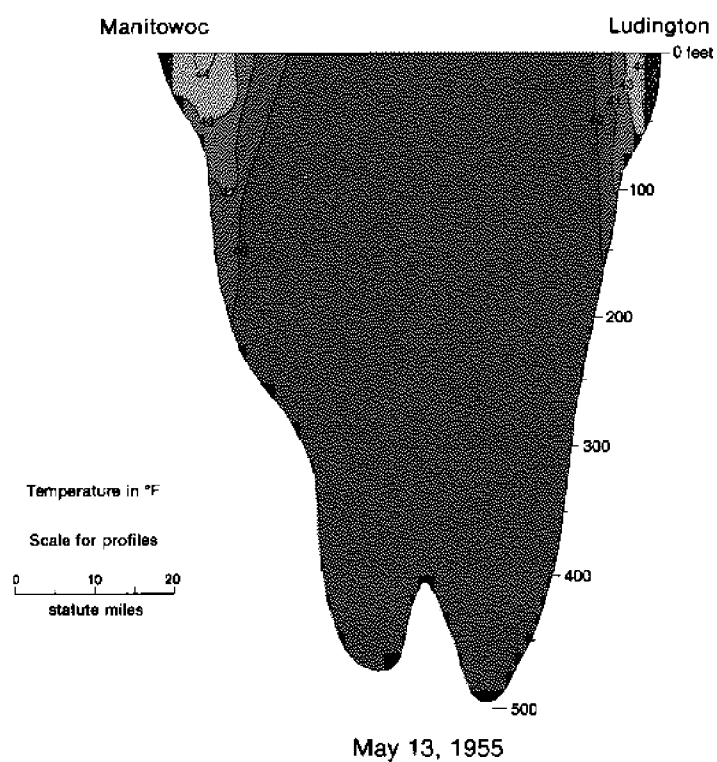 Manitowoc
Ludington
0 feet
44
100
200
300
Temperature in °F
Scale for profiles
0 10 20
statute miles
400
500
May 13, 1955